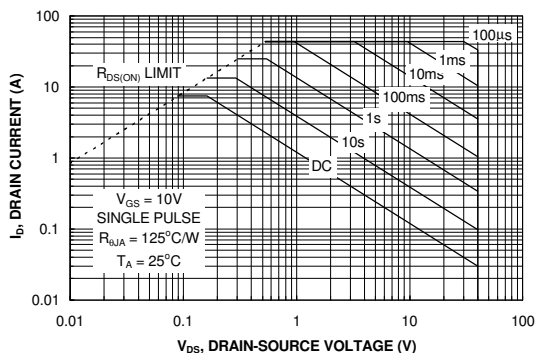 100
10
1
0.1
0.01
I_D, DRAIN CURRENT (A)
R_DS(ON) LIMIT
100µs
1ms
10ms
100ms
1s
10s
DC
V_GS = 10V
SINGLE PULSE
R_θJA = 125°C/W
T_A = 25°C
0.01 0.1 1 10 100
V_DS, DRAIN-SOURCE VOLTAGE (V)